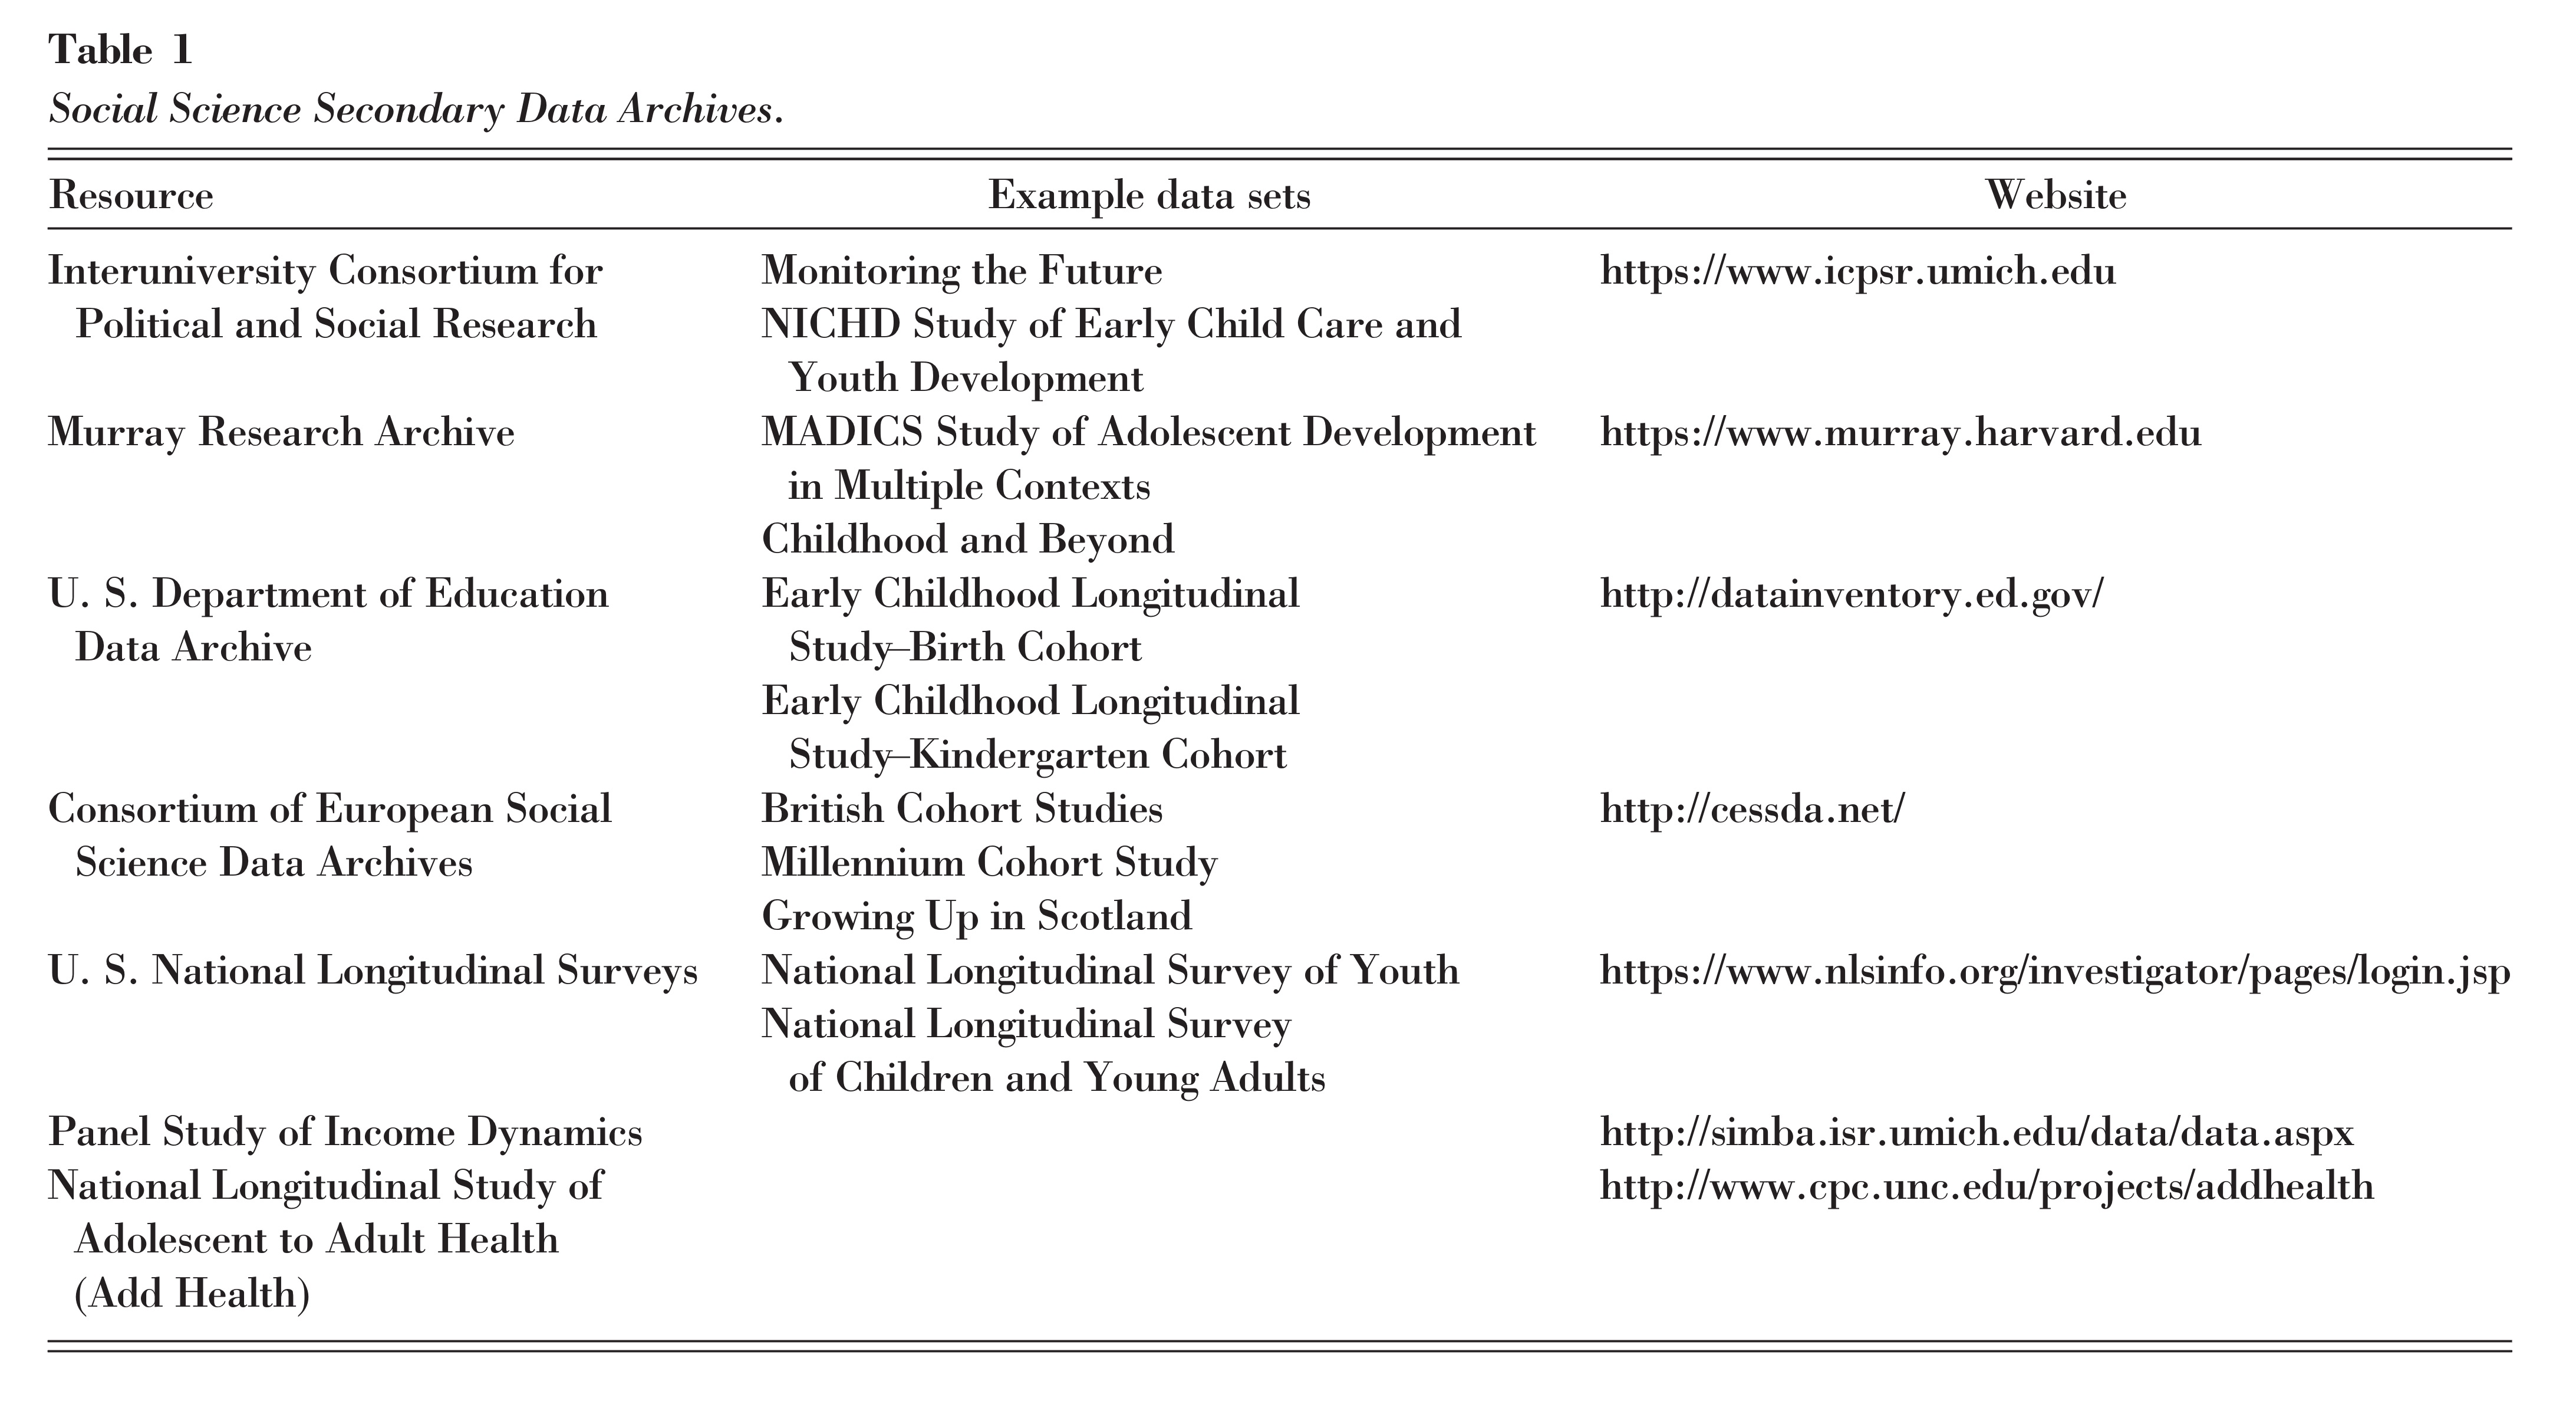 Table 1
Social Science Secondary Data Archives.
Resource Example data sets Website
Interuniversity Consortium for Monitoring the Future https://www.icpsr.umich.edu
Political and Social Research NICHD Study of Early Child Care and
Youth Development
Murray Research Archive MADICS Study of Adolescent Development https://www.murray.harvard.edu
in Multiple Contexts
Childhood and Beyond
U. S. Department of Education Early Childhood Longitudinal http://datainventory.ed.gov/
Data Archive Study–Birth Cohort
Early Childhood Longitudinal
Study–Kindergarten Cohort
Consortium of European Social British Cohort Studies http://cessda.net/
Science Data Archives Millennium Cohort Study
Growing Up in Scotland
U. S. National Longitudinal Surveys National Longitudinal Survey of Youth https://www.nlsinfo.org/investigator/pages/login.jsp
National Longitudinal Survey
of Children and Young Adults
Panel Study of Income Dynamics http://simba.isr.umich.edu/data/data.aspx
National Longitudinal Study of http://www.cpc.unc.edu/projects/addhealth
Adolescent to Adult Health
(Add Health)